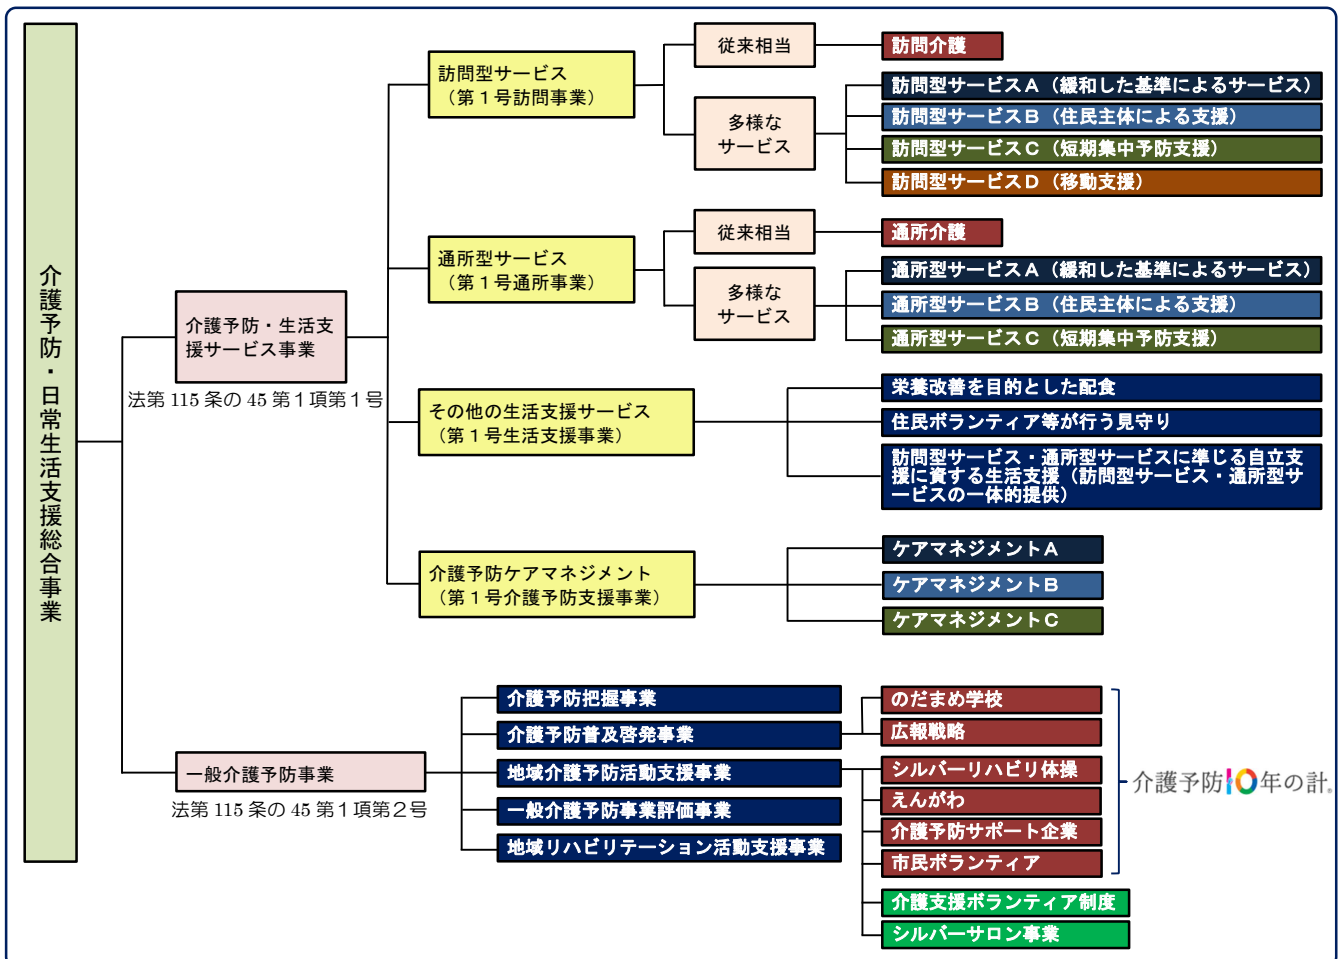 介護予防・日常生活支援総合事業
介護予防・生活支
援サービス事業
法第 115 条の 45 第１項第１号
訪問型サービス
（第１号訪問事業）
従来相当
訪問介護
多様な
サービス
訪問型サービスＡ（緩和した基準によるサービス）
訪問型サービスＢ（住民主体による支援）
訪問型サービスＣ（短期集中予防支援）
訪問型サービスＤ（移動支援）
通所型サービス
（第１号通所事業）
従来相当
通所介護
多様な
サービス
通所型サービスＡ（緩和した基準によるサービス）
通所型サービスＢ（住民主体による支援）
通所型サービスＣ（短期集中予防支援）
その他の生活支援サービス
（第１号生活支援事業）
栄養改善を目的とした配食
住民ボランティア等が行う見守り
訪問型サービス・通所型サービスに準じる自立支
援に資する生活支援（訪問型サービス・通所型サ
ービスの一体的提供）
介護予防ケアマネジメント
（第１号介護予防支援事業）
ケアマネジメントＡ
ケアマネジメントＢ
ケアマネジメントＣ
一般介護予防事業
法第 115 条の 45 第１項第２号
介護予防把握事業
介護予防普及啓発事業
地域介護予防活動支援事業
一般介護予防事業評価事業
地域リハビリテーション活動支援事業
のだまめ学校
広報戦略
シルバーリハビリ体操
えんがわ
介護予防サポート企業
市民ボランティア
介護支援ボランティア制度
シルバーサロン事業
介護予防10年の計。